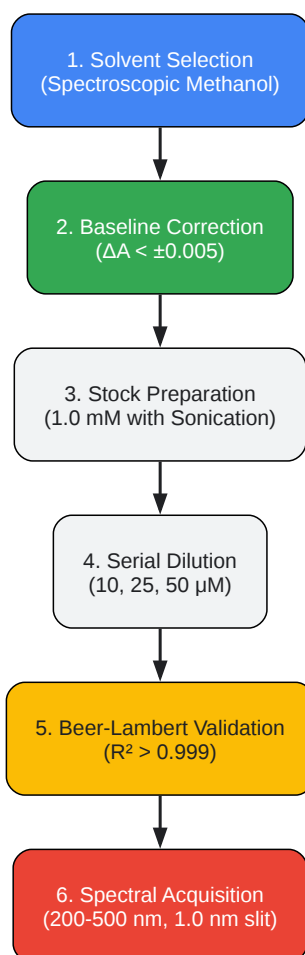 1. Solvent Selection
(Spectroscopic Methanol)
2. Baseline Correction
(ΔA < ±0.005)
3. Stock Preparation
(1.0 mM with Sonication)
4. Serial Dilution
(10, 25, 50 μM)
5. Beer-Lambert Validation
(R² > 0.999)
6. Spectral Acquisition
(200-500 nm, 1.0 nm slit)